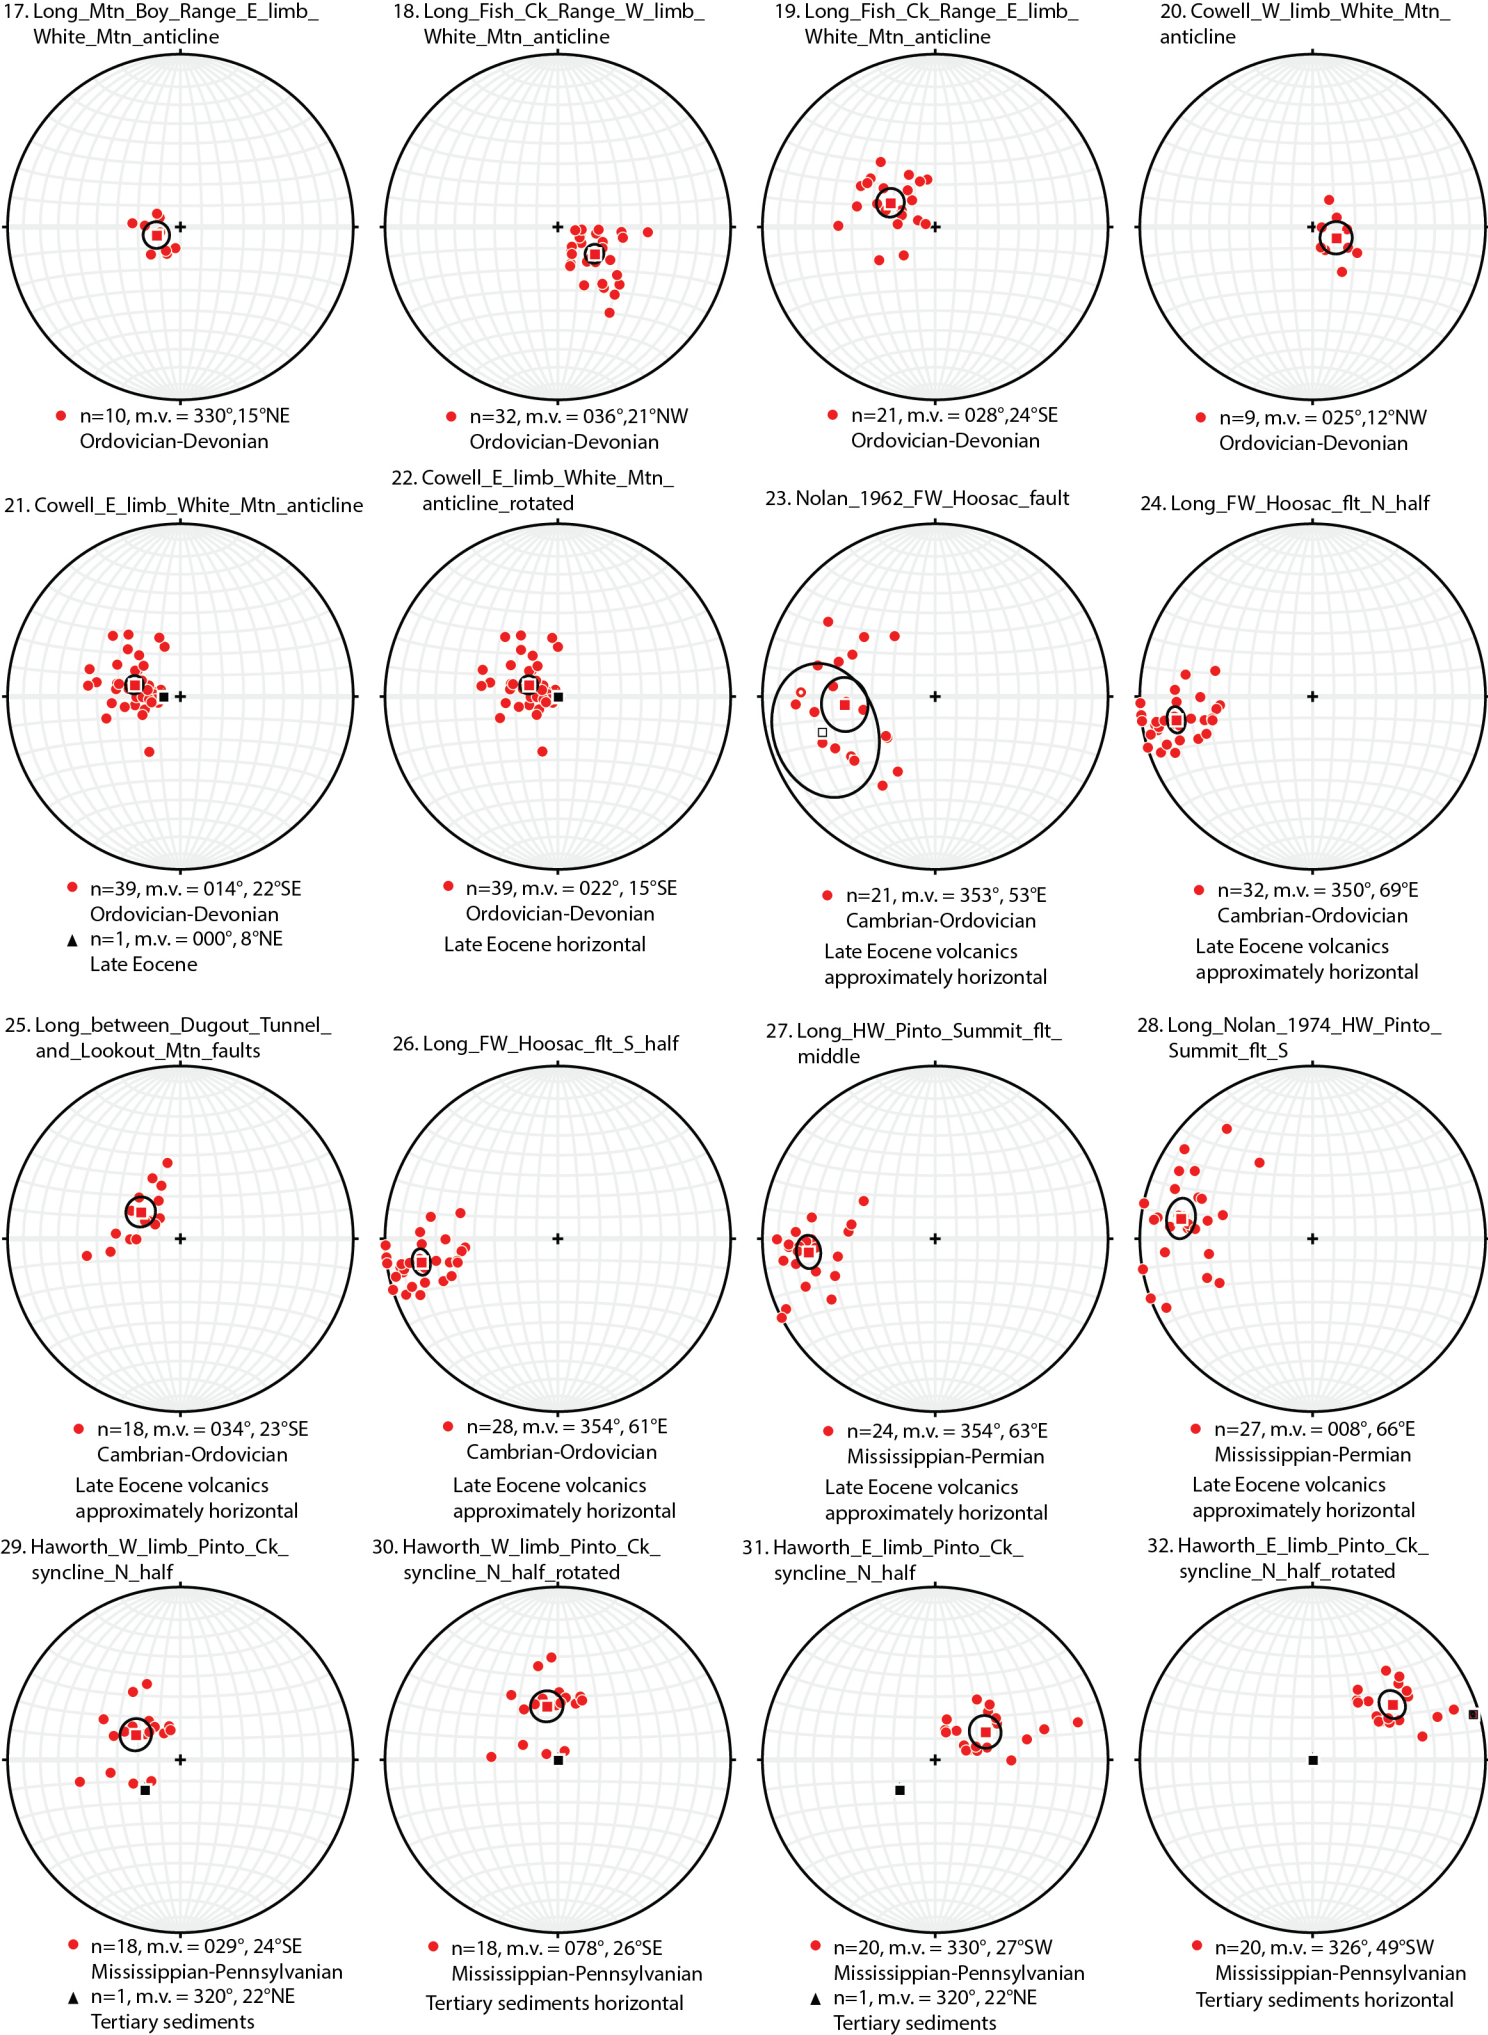 17. Long_Mtn_Boy_Range_E_limb_
White_Mtn_anticline
18. Long_Fish_Ck_Range_W_limb_
White_Mtn_anticline
19. Long_Fish_Ck_Range_E_limb_
White_Mtn_anticline
20. Cowell_W_limb_White_Mtn_
anticline
n=10, m.v. = 330°,15°NE
Ordovician-Devonian
n=32, m.v. = 036°,21°NW
Ordovician-Devonian
n=21, m.v. = 028°,24°SE
Ordovician-Devonian
n=9, m.v. = 025°,12°NW
Ordovician-Devonian
21. Cowell_E_limb_White_Mtn_anticline
22. Cowell_E_limb_White_Mtn_
anticline_rotated
23. Nolan_1962_FW_Hoosac_fault
24. Long_FW_Hoosac_flt_N_half
n=39, m.v. = 014°, 22°SE
Ordovician-Devonian
n=1, m.v. = 000°, 8°NE
Late Eocene
n=39, m.v. = 022°, 15°SE
Ordovician-Devonian
Late Eocene horizontal
n=21, m.v. = 353°, 53°E
Cambrian-Ordovician
Late Eocene volcanics
approximately horizontal
n=32, m.v. = 350°, 69°E
Cambrian-Ordovician
Late Eocene volcanics
approximately horizontal
25. Long_between_Dugout_Tunnel_
and_Lookout_Mtn_faults
26. Long_FW_Hoosac_flt_S_half
27. Long_HW_Pinto_Summit_flt_
middle
28. Long_Nolan_1974_HW_Pinto_
Summit_flt_S
n=18, m.v. = 034°, 23°SE
Cambrian-Ordovician
Late Eocene volcanics
approximately horizontal
n=28, m.v. = 354°, 61°E
Cambrian-Ordovician
Late Eocene volcanics
approximately horizontal
n=24, m.v. = 354°, 63°E
Mississippian-Permian
Late Eocene volcanics
approximately horizontal
n=27, m.v. = 008°, 66°E
Mississippian-Permian
Late Eocene volcanics
approximately horizontal
29. Haworth_W_limb_Pinto_Ck_
syncline_N_half
30. Haworth_W_limb_Pinto_Ck_
syncline_N_half_rotated
31. Haworth_E_limb_Pinto_Ck_
syncline_N_half
32. Haworth_E_limb_Pinto_Ck_
syncline_N_half_rotated
n=18, m.v. = 029°, 24°SE
Mississippian-Pennsylvanian
n=1, m.v. = 320°, 22°NE
Tertiary sediments
n=18, m.v. = 078°, 26°SE
Mississippian-Pennsylvanian
Tertiary sediments horizontal
n=20, m.v. = 330°, 27°SW
Mississippian-Pennsylvanian
n=1, m.v. = 320°, 22°NE
Tertiary sediments
n=20, m.v. = 326°, 49°SW
Mississippian-Pennsylvanian
Tertiary sediments horizontal